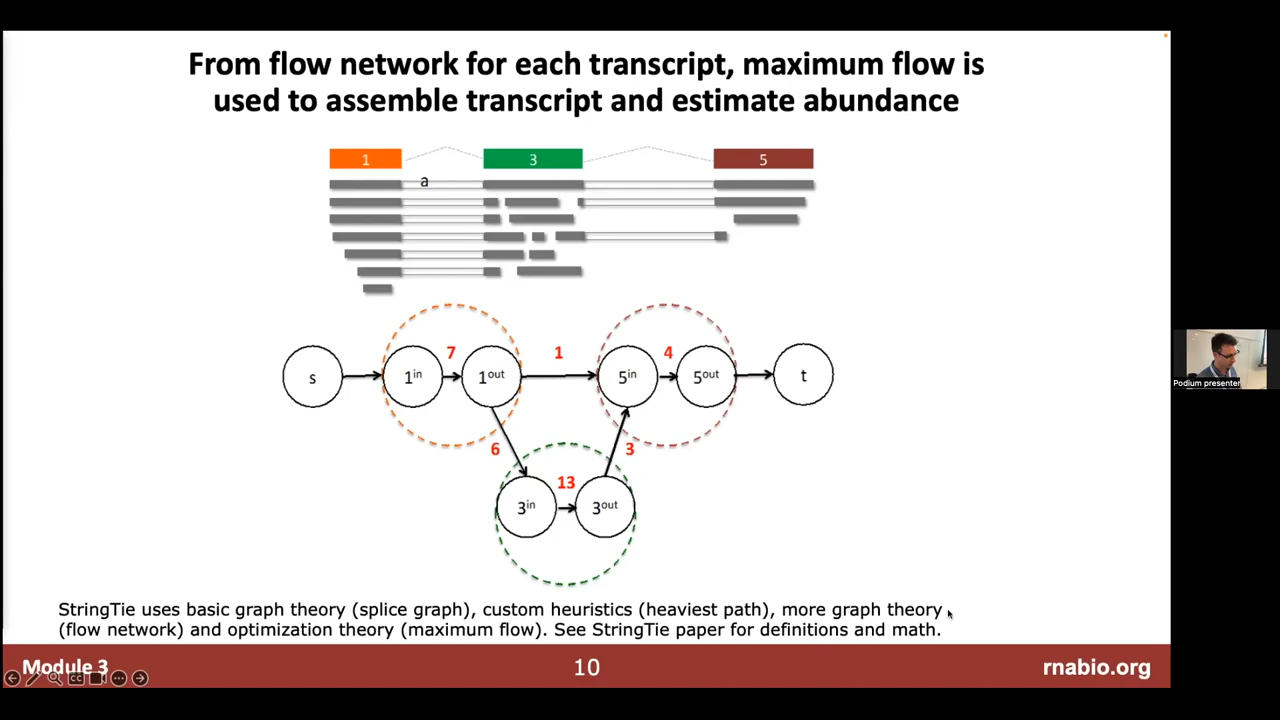 From flow network for each transcript, maximum flow is
used to assemble transcript and estimate abundance
1
3
5
a
7
1
4
s
1in
1out
5in
5out
t
6
3
13
3in
3out
StringTie uses basic graph theory (splice graph), custom heuristics (heaviest path), more graph theory
(flow network) and optimization theory (maximum flow). See StringTie paper for definitions and math.
Module 3
10
rnabio.org
CC
Podium presenter